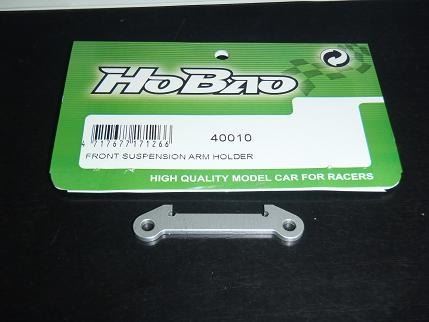 HOBAO
40010
4 717677 171266
FRONT SUSPENSION ARM HOLDER
HIGH QUALITY MODEL CAR FOR RACERS